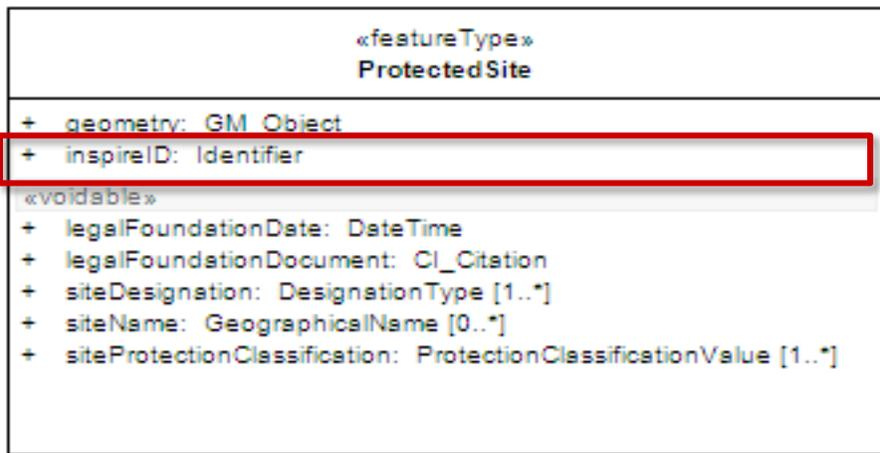 «featureType»
ProtectedSite
+ geometry: GM_Object
+ inspireID: Identifier
«voidable»
+ legalFoundationDate: DateTime
+ legalFoundationDocument: CI_Citation
+ siteDesignation: DesignationType [1..*]
+ siteName: GeographicalName [0..*]
+ siteProtectionClassification: ProtectionClassificationValue [1..*]